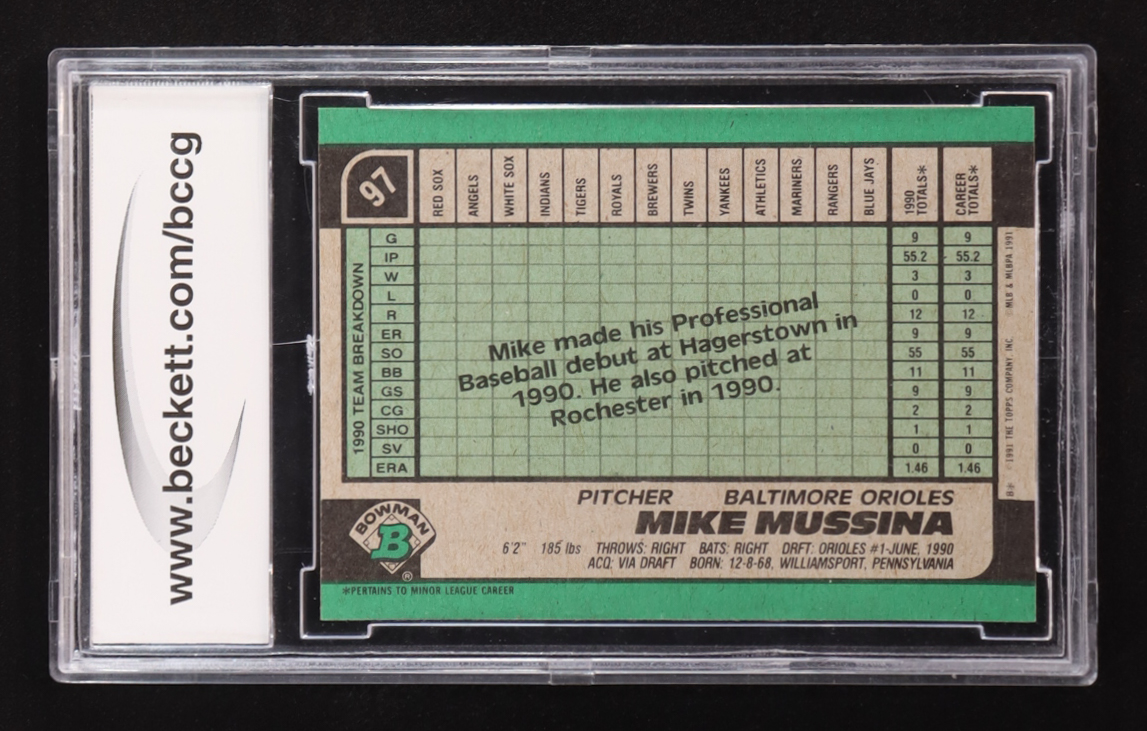 www.beckett.com/bccg
97
RED SOX
ANGELS
WHITE SOX
INDIANS
TIGERS
ROYALS
BREWERS
TWINS
YANKEES
ATHLETICS
MARINERS
RANGERS
BLUE JAYS
1990 TOTALS*
CAREER TOTALS*
1990 TEAM BREAKDOWN
G 9 9
IP 55.2 55.2
W 3 3
L 0 0
R 12 12
ER 9 9
SO 55 55
BB 11 11
GS 9 9
CG 2 2
SHO 1 1
SV 0 0
ERA 1.46 1.46
Mike made his Professional
Baseball debut at Hagerstown in
1990. He also pitched at
Rochester in 1990.
B* ©1991 THE TOPPS COMPANY, INC. ©MLB & MLBPA 1991
PITCHER BALTIMORE ORIOLES
MIKE MUSSINA
6'2" 185 lbs THROWS: RIGHT BATS: RIGHT DRFT: ORIOLES #1-JUNE, 1990
ACQ: VIA DRAFT BORN: 12-8-68, WILLIAMSPORT, PENNSYLVANIA
BOWMAN
B
®
*PERTAINS TO MINOR LEAGUE CAREER